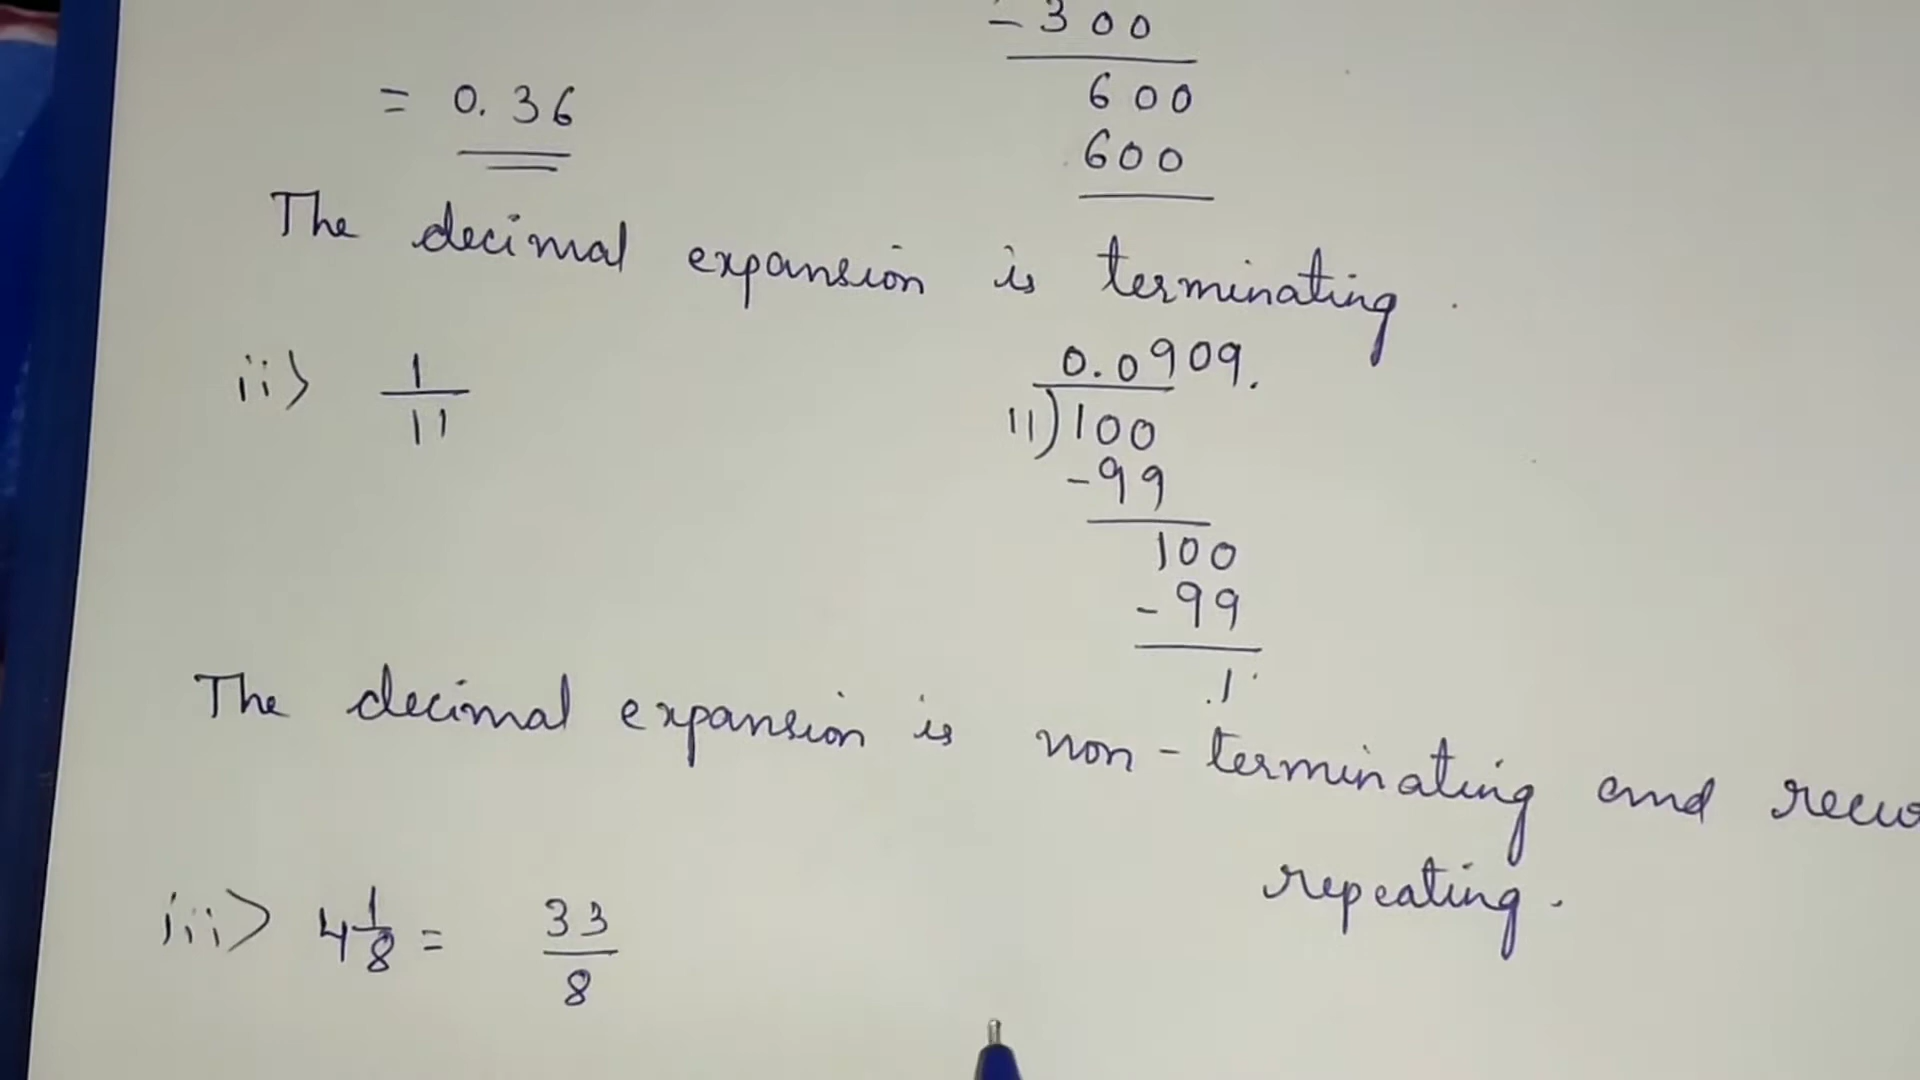 - 300
= 0.36
600
600
The decimal expansion is terminating.
ii> 1/11
0.0909.
11)100
-99
100
-99
1
The decimal expansion is non-terminating and
repeating.
iii> 4 1/8 = 33/8